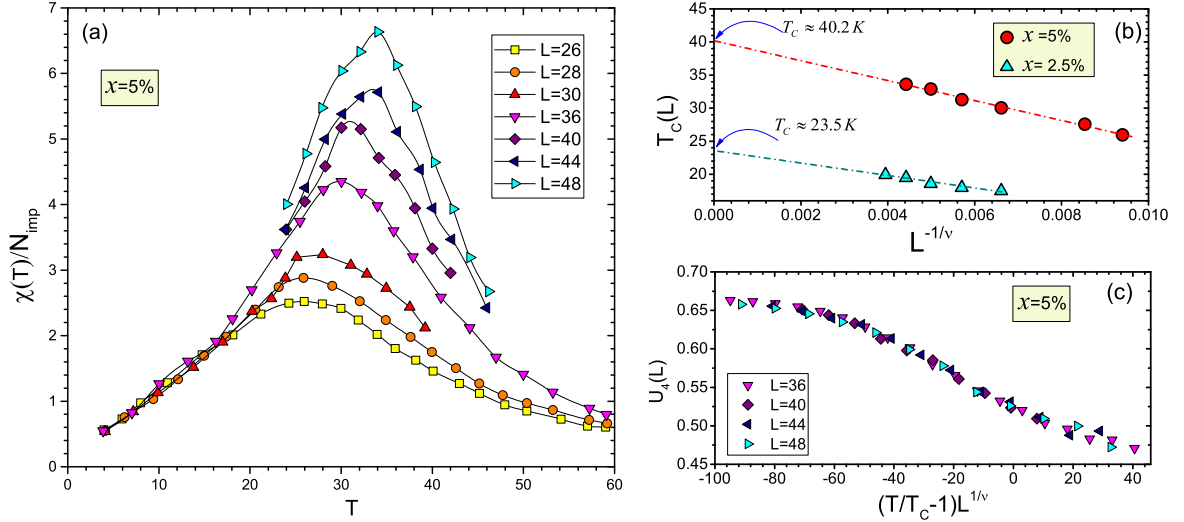 (a)
x=5%
L=26
L=28
L=30
L=36
L=40
L=44
L=48
χ(T)/N_imp
7
6
5
4
3
2
1
0
0 10 20 30 40 50 60
T
(b)
T_C ≈ 40.2 K
x=5%
x= 2.5%
T_C ≈ 23.5 K
T_C(L)
45
40
35
30
25
20
0.000 0.002 0.004 0.006 0.008 0.010
L^-1/ν
(c)
x=5%
L=36
L=40
L=44
L=48
U_4(L)
0.70
0.65
0.60
0.55
0.50
0.45
-100 -80 -60 -40 -20 0 20 40
(T/T_C-1)L^1/ν